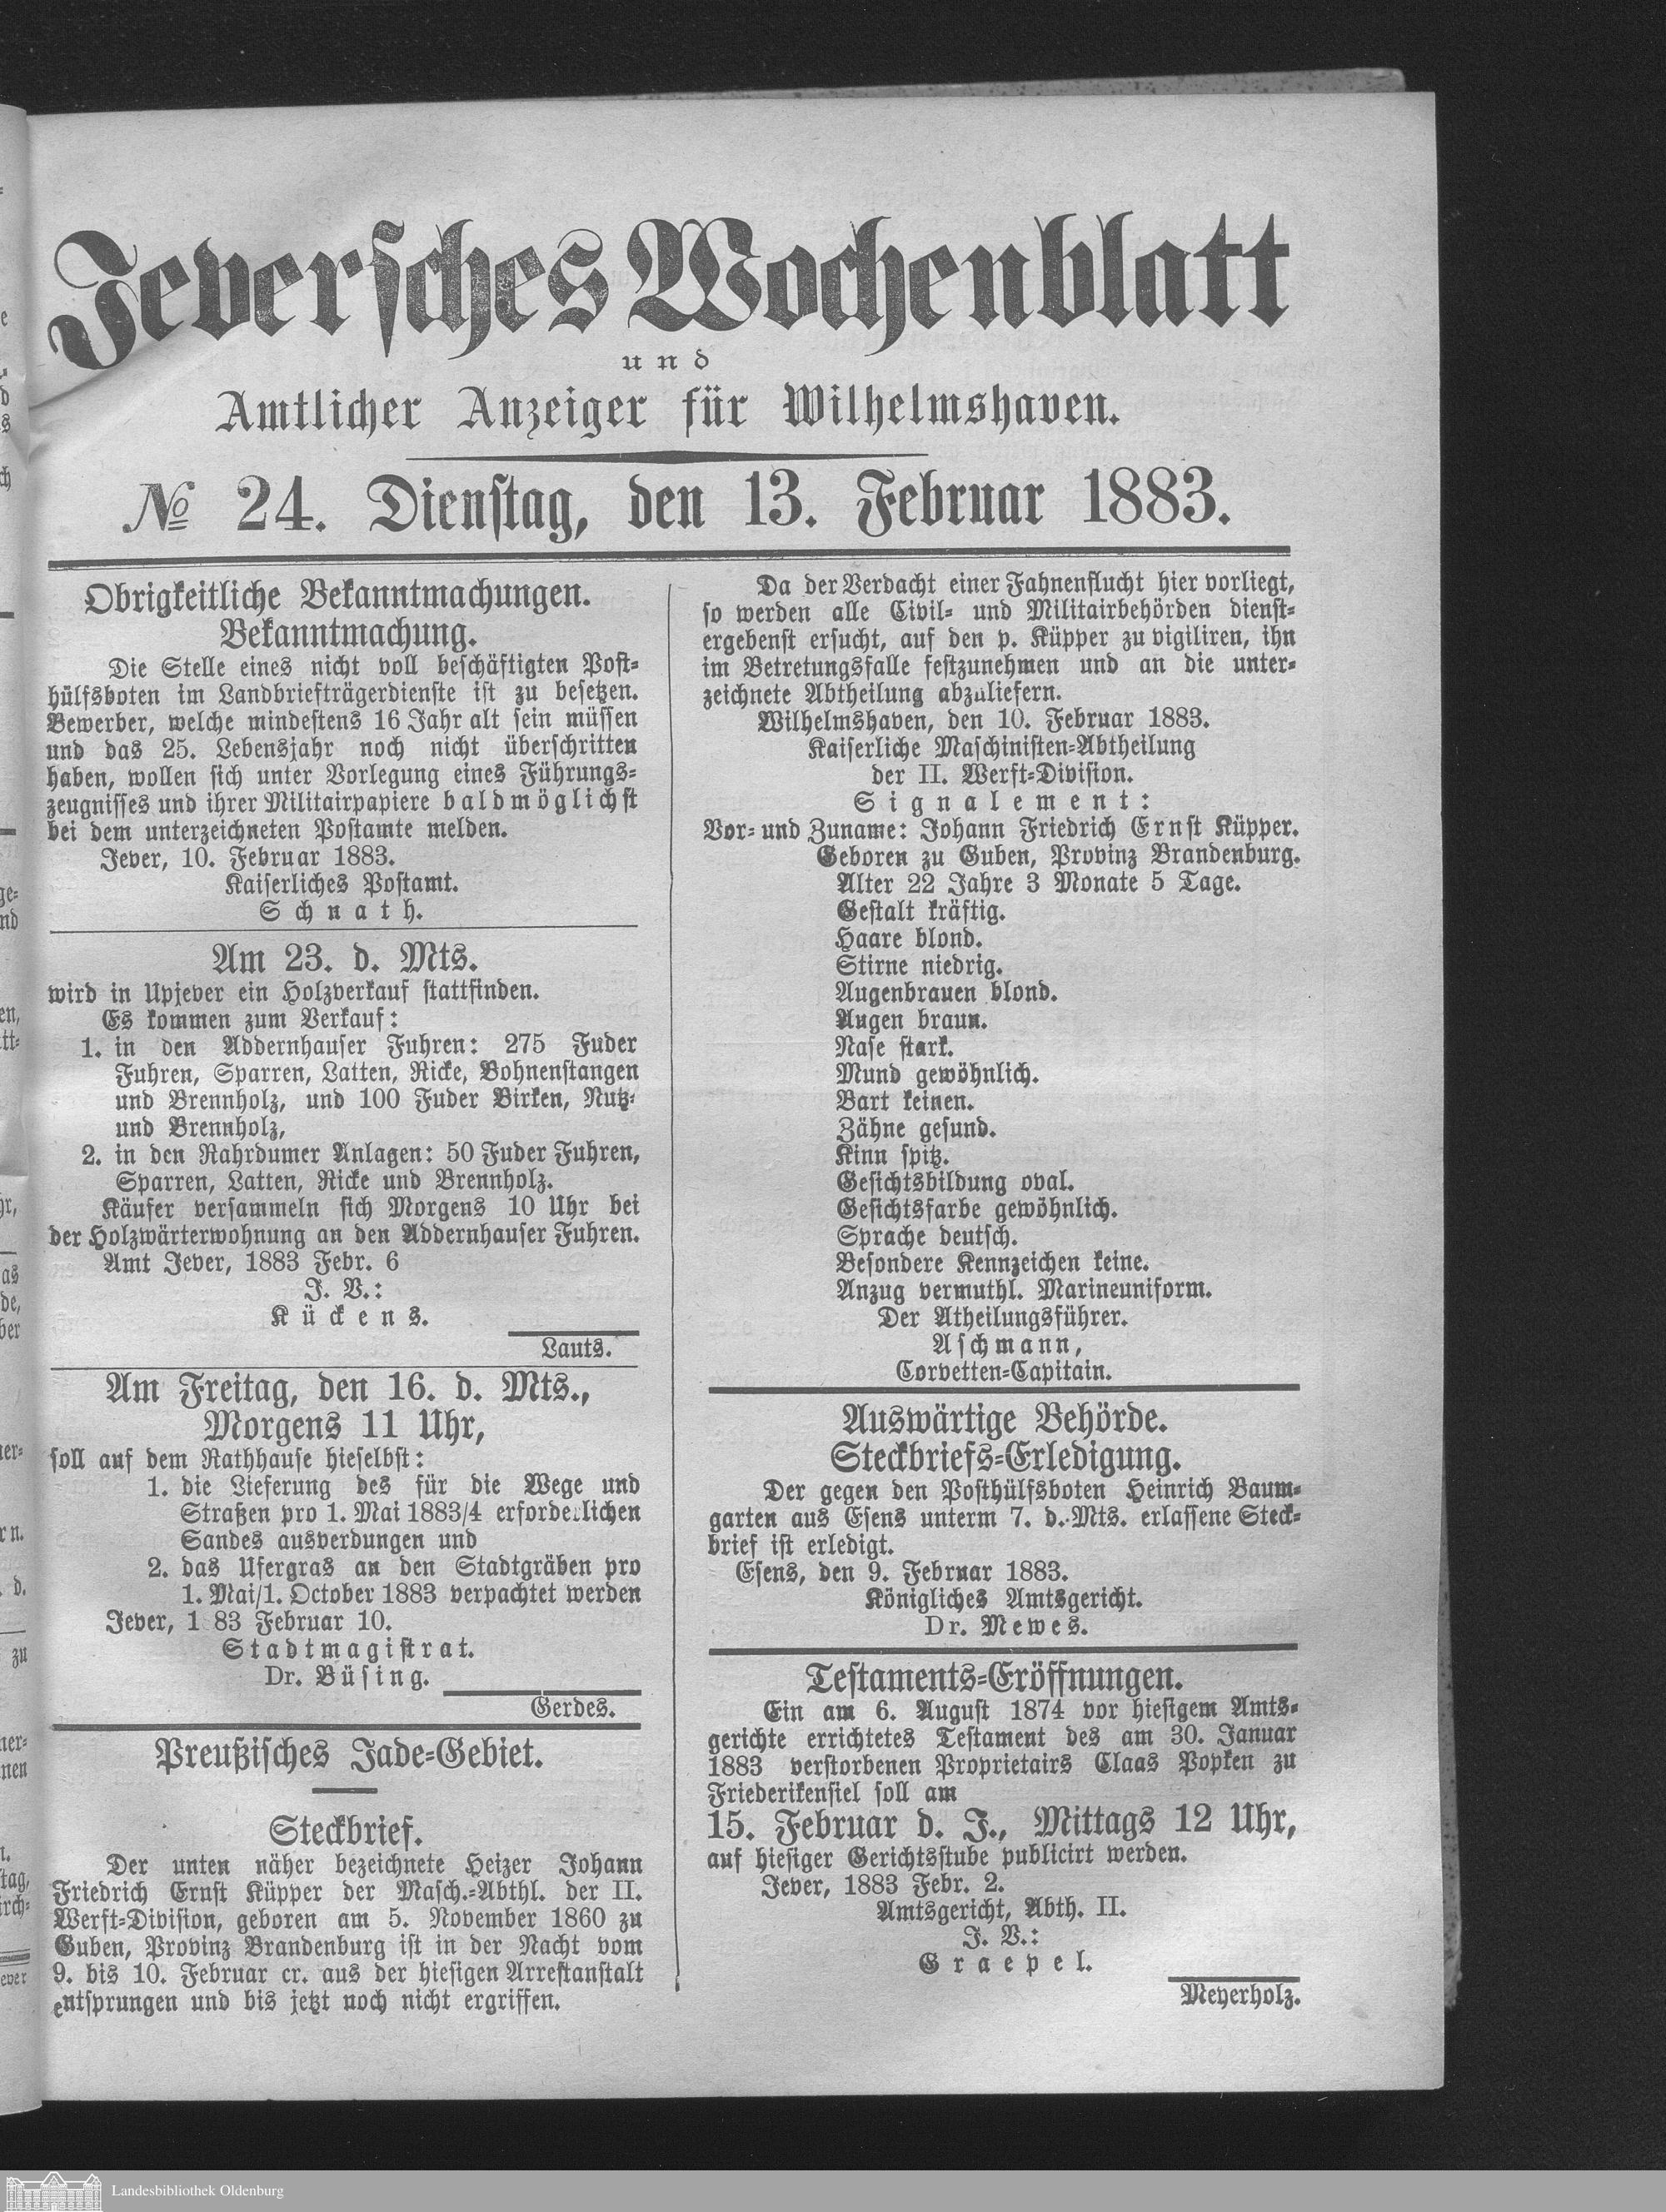 Jeversches Wochenblatt
und
Amtlicher Anzeiger für Wilhelmshaven.
№ 24. Dienstag, den 13. Februar 1883.
Obrigkeitliche Bekanntmachungen.
Bekanntmachung.
Die Stelle eines nicht voll beschäftigten Post-
hülfsboten im Landbriefträgerdienste ist zu besetzen.
Bewerber, welche mindestens 16 Jahr alt sein müssen
und das 25. Lebensjahr noch nicht überschritten
haben, wollen sich unter Vorlegung eines Führungs-
zeugnisses und ihrer Militairpapiere baldmöglichst
bei dem unterzeichneten Postamte melden.
Jever, 10. Februar 1883.
Kaiserliches Postamt.
Schnath.
Am 23. d. Mts.
wird in Upjever ein Holzverkauf stattfinden.
Es kommen zum Verkauf:
1. in den Addernhauser Fuhren: 275 Fuder
Fuhren, Sparren, Latten, Ricke, Bohnenstangen
und Brennholz, und 100 Fuder Birken, Nutz-
und Brennholz,
2. in den Rahrdumer Anlagen: 50 Fuder Fuhren,
Sparren, Latten, Ricke und Brennholz.
Käufer versammeln sich Morgens 10 Uhr bei
der Holzwärterwohnung an den Addernhauser Fuhren.
Amt Jever, 1883 Febr. 6
J. V.:
Kückens.
Lauts.
Am Freitag, den 16. d. Mts.,
Morgens 11 Uhr,
soll auf dem Rathhause hieselbst:
1. die Lieferung des für die Wege und
Straßen pro 1. Mai 1883/4 erforderlichen
Sandes ausverdungen und
2. das Ufergras an den Stadtgräben pro
1. Mai/1. October 1883 verpachtet werden
Jever, 1 83 Februar 10.
Stadtmagistrat.
Dr. Büsing.
Gerdes.
Preußisches Jade-Gebiet.
Steckbrief.
Der unten näher bezeichnete Heizer Johann
Friedrich Ernst Küpper der Masch.-Abthl. der II.
Werft-Division, geboren am 5. November 1860 zu
Guben, Provinz Brandenburg ist in der Nacht vom
9. bis 10. Februar cr. aus der hiesigen Arrestanstalt
entsprungen und bis jetzt noch nicht ergriffen.
Da der Verdacht einer Fahnenflucht hier vorliegt,
so werden alle Civil- und Militairbehörden dienst-
ergebenst ersucht, auf den p. Küpper zu vigiliren, ihn
im Betretungsfalle festzunehmen und an die unter-
zeichnete Abtheilung abzuliefern.
Wilhelmshaven, den 10. Februar 1883.
Kaiserliche Maschinisten-Abtheilung
der II. Werft-Division.
Signalement:
Vor- und Zuname: Johann Friedrich Ernst Küpper.
Geboren zu Guben, Provinz Brandenburg.
Alter 22 Jahre 3 Monate 5 Tage.
Gestalt kräftig.
Haare blond.
Stirne niedrig.
Augenbrauen blond.
Augen braun.
Nase stark.
Mund gewöhnlich.
Bart keinen.
Zähne gesund.
Kinn spitz.
Gesichtsbildung oval.
Gesichtsfarbe gewöhnlich.
Sprache deutsch.
Besondere Kennzeichen keine.
Anzug vermuthl. Marineuniform.
Der Atheilungsführer.
Aschmann,
Corvetten-Capitain.
Auswärtige Behörde.
Steckbriefs-Erledigung.
Der gegen den Posthülfsboten Heinrich Baum-
garten aus Esens unterm 7. d. Mts. erlassene Steck-
brief ist erledigt.
Esens, den 9. Februar 1883.
Königliches Amtsgericht.
Dr. Mewes.
Testaments-Eröffnungen.
Ein am 6. August 1874 vor hiesigem Amts-
gerichte errichtetes Testament des am 30. Januar
1883 verstorbenen Proprietairs Claas Popken zu
Friederikensiel soll am
15. Februar d. J., Mittags 12 Uhr,
auf hiesiger Gerichtsstube publicirt werden.
Jever, 1883 Febr. 2.
Amtsgericht, Abth. II.
J. V.:
Graepel.
Meyerholz.
Landesbibliothek Oldenburg